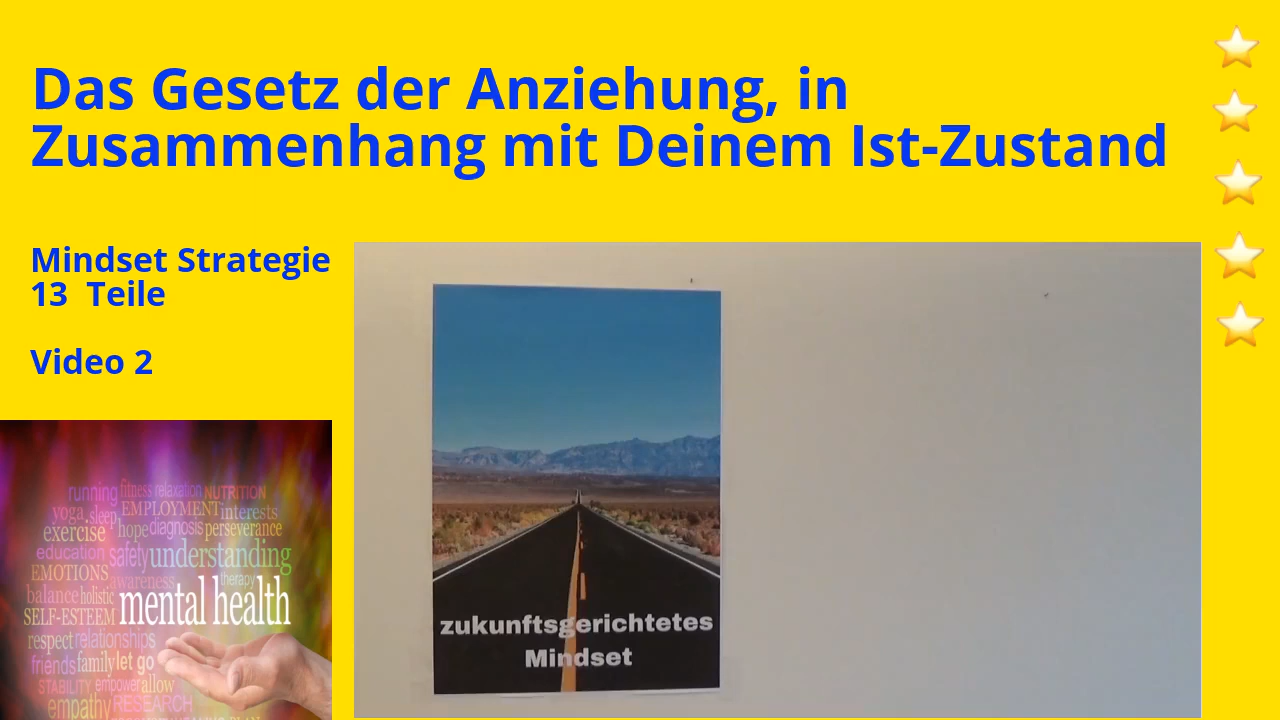 Das Gesetz der Anziehung, in
Zusammenhang mit Deinem Ist-Zustand
Mindset Strategie
13 Teile
Video 2
zukunftsgerichtetes
Mindset
running fitness relaxation NUTRITION
yoga sleep EMPLOYMENT interests
exercise hope diagnosis perseverance
education safety understanding
EMOTIONS awareness therapy
balance holistic mental health
SELF-ESTEEM
respect relationships
friends family let go
STABILITY empower allow
empathy RESEARCH